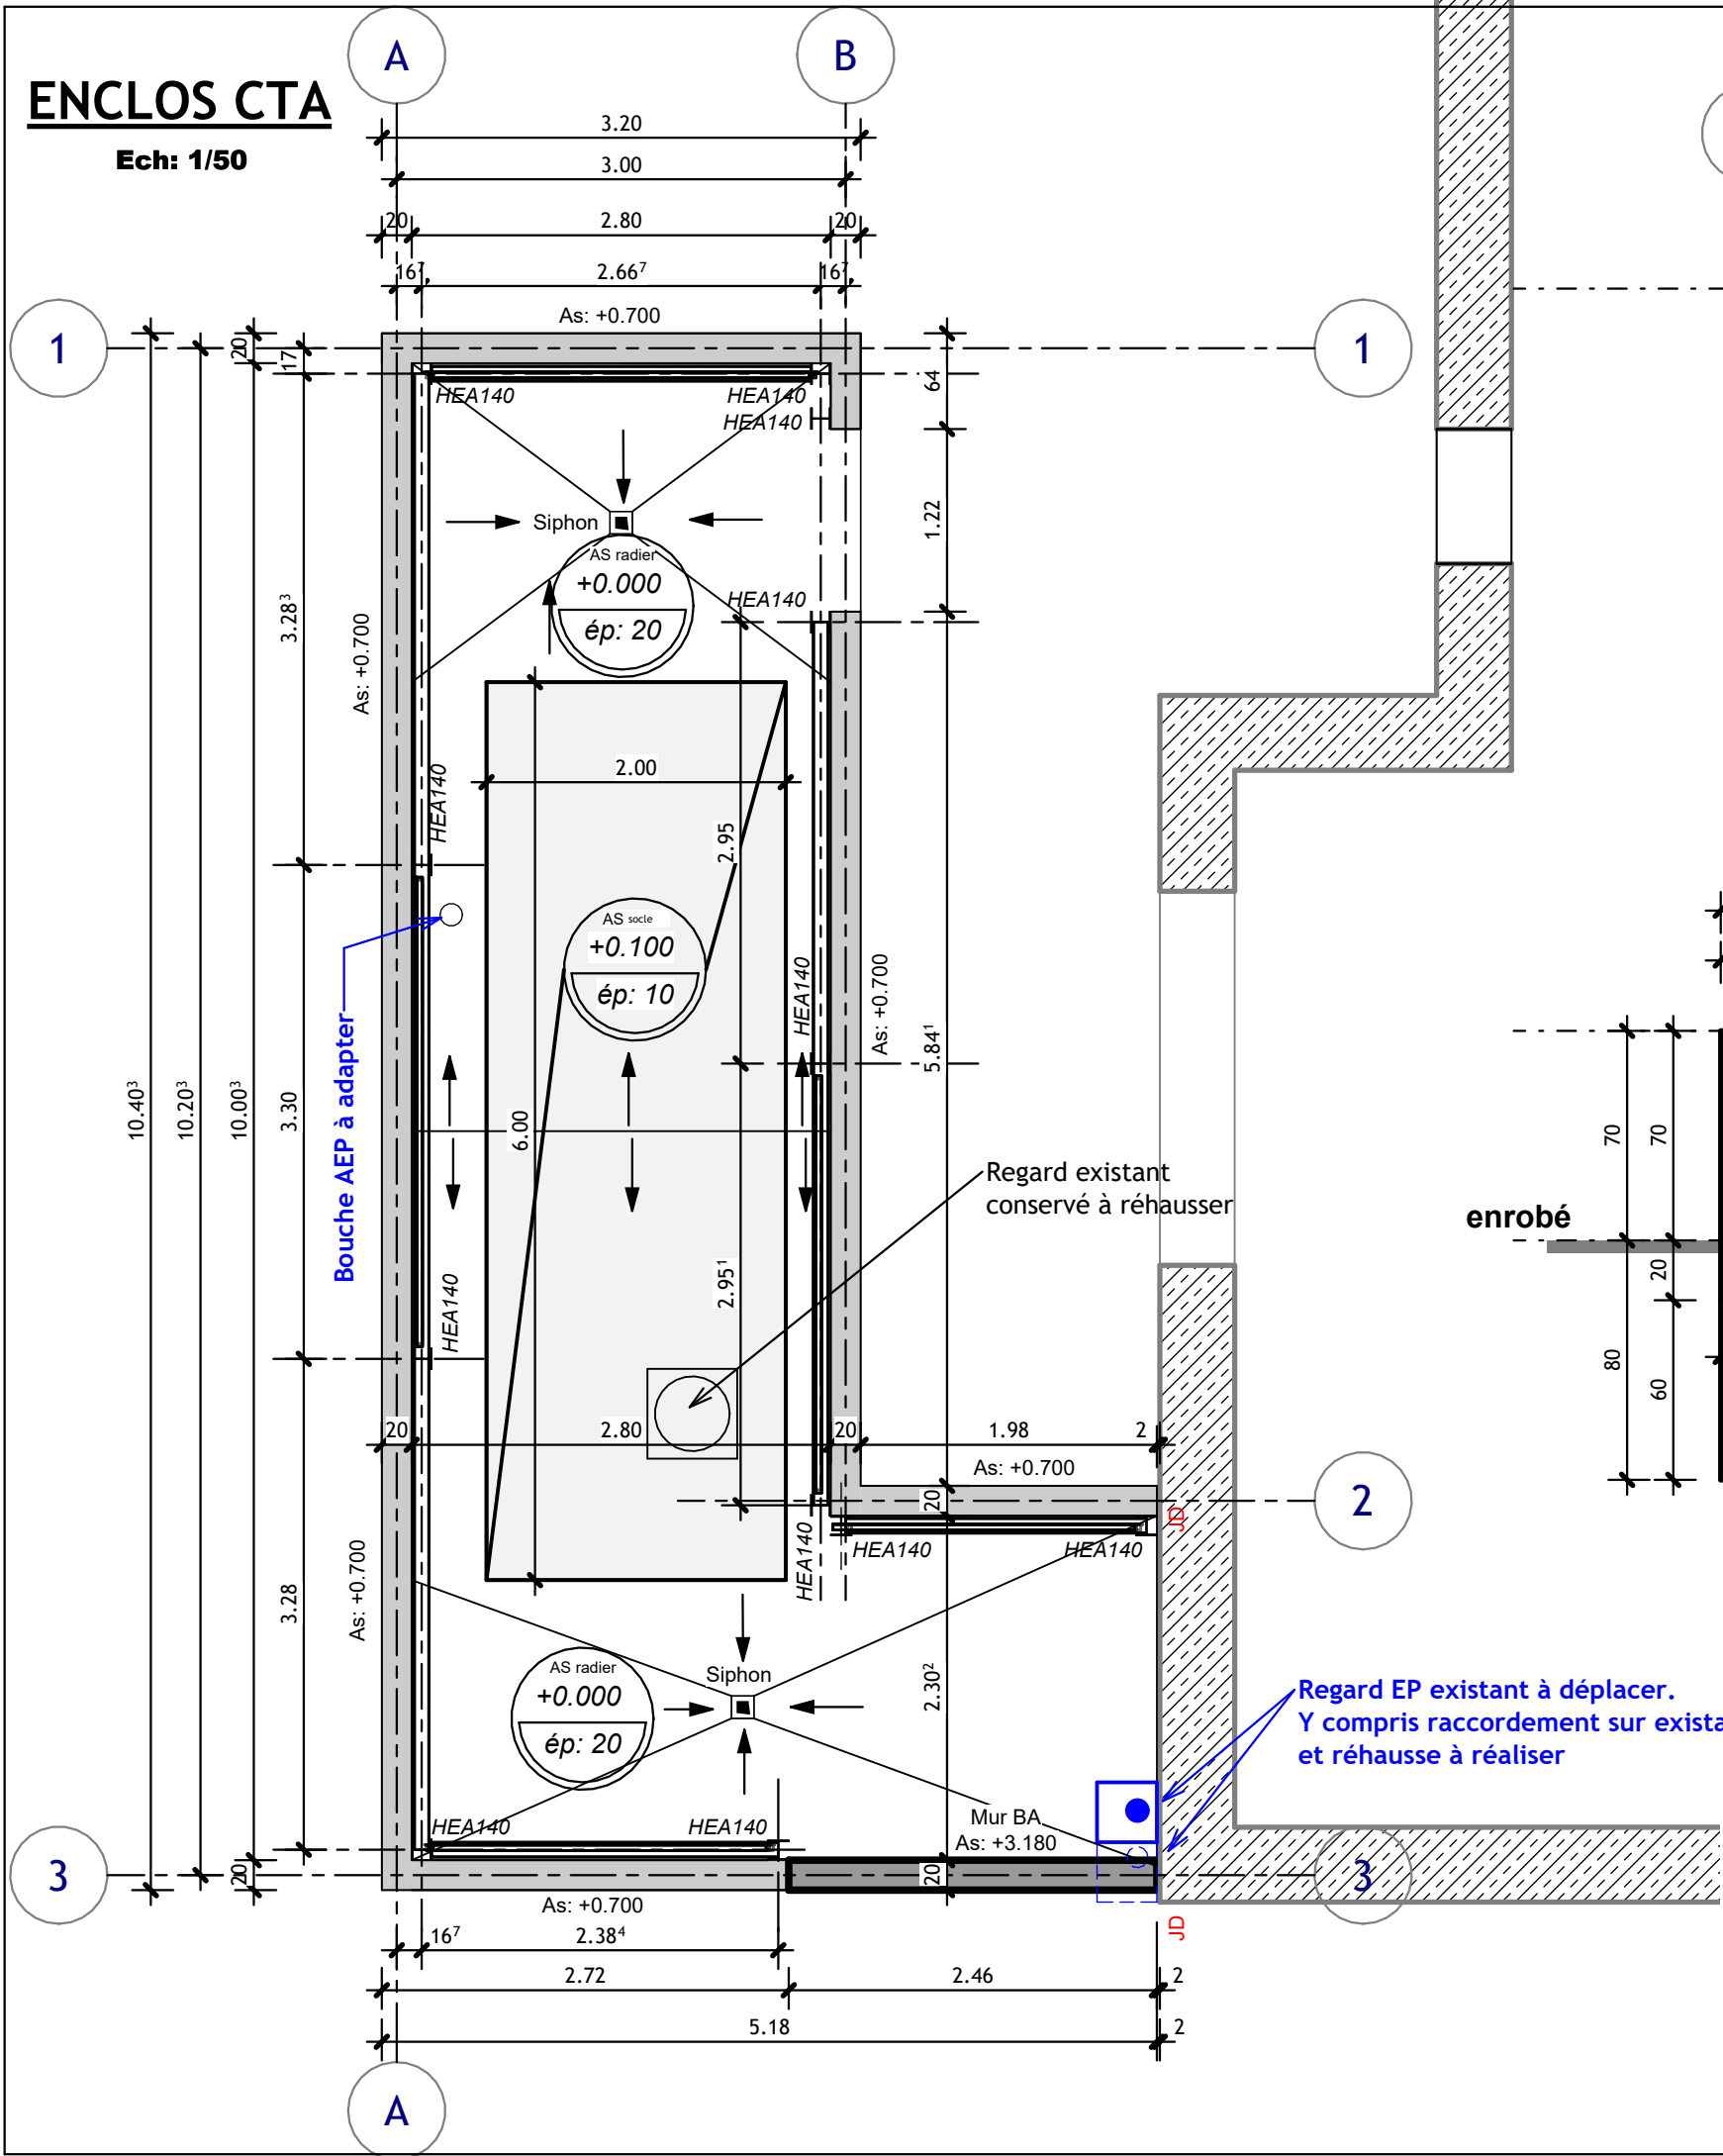 A
B
ENCLOS CTA
Ech: 1/50
3.20
3.00
20
2.80
20
16⁷
2.66⁷
16⁷
As: +0.700
1
1
20
17
64
HEA140
HEA140
HEA140
1.22
Siphon
AS radier
+0.000
ép: 20
HEA140
3.28³
As: +0.700
2.00
HEA140
2.95
AS socle
+0.100
ép: 10
HEA140
As: +0.700
5.84¹
Bouche AEP à adapter
10.40³
10.20³
10.00³
3.30
6.00
70
70
Regard existant
conservé à réhausser
enrobé
20
HEA140
2.95¹
80
60
20
2.80
20
1.98
2
As: +0.700
20
2
JD
HEA140
HEA140
HEA140
As: +0.700
3.28
AS radier
+0.000
ép: 20
Siphon
2.30²
Regard EP existant à déplacer.
Y compris raccordement sur exista
et réhausse à réaliser
HEA140
HEA140
Mur BA
As: +3.180
3
20
20
3
As: +0.700
JD
16⁷
2.38⁴
2.72
2.46
2
5.18
2
A